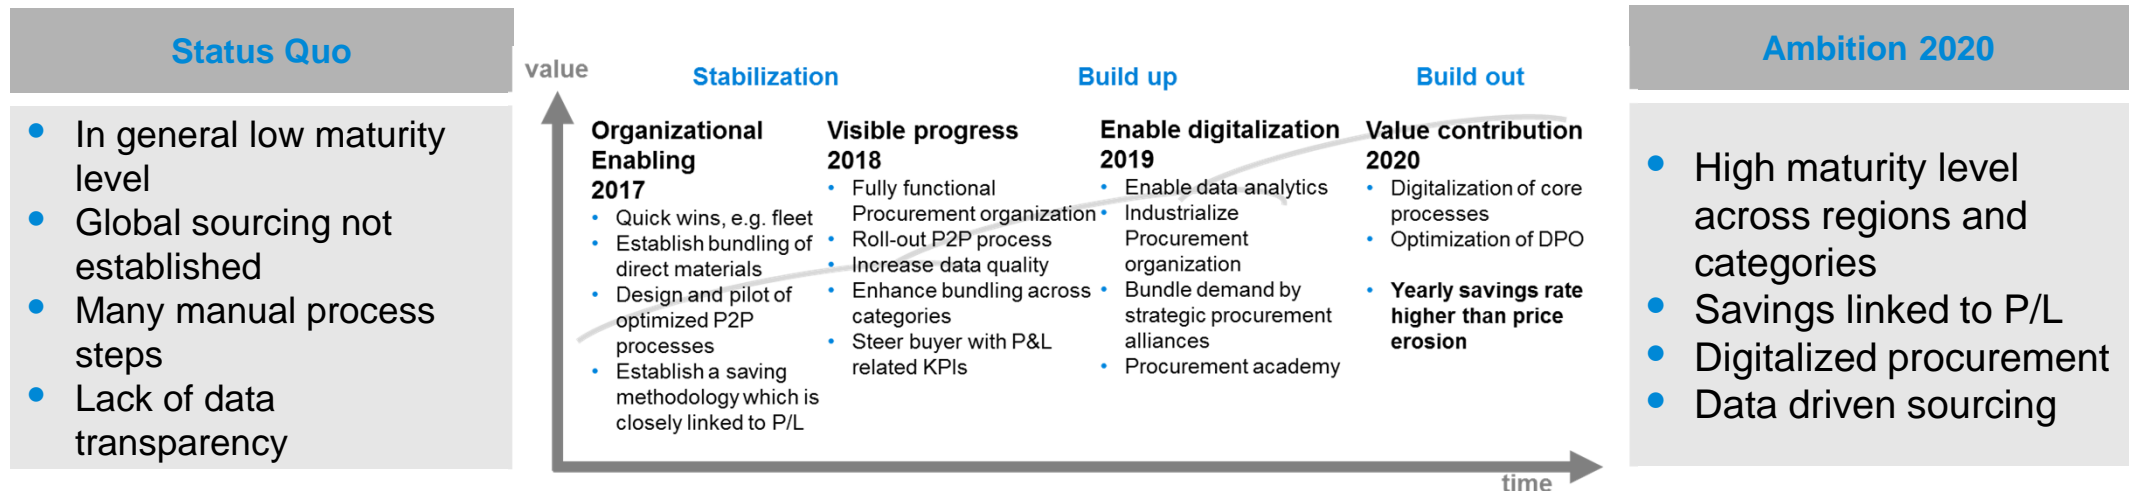 Status Quo
• In general low maturity
level
• Global sourcing not
established
• Many manual process
steps
• Lack of data
transparency
value
Stabilization
Build up
Build out
Organizational
Enabling
2017
• Quick wins, e.g. fleet
• Establish bundling of
direct materials
• Design and pilot of
optimized P2P
processes
• Establish a saving
methodology which is
closely linked to P/L
Visible progress
2018
• Fully functional
Procurement organization
• Roll-out P2P process
• Increase data quality
• Enhance bundling across
categories
• Steer buyer with P&L
related KPIs
Enable digitalization
2019
• Enable data analytics
• Industrialize
Procurement
organization
• Bundle demand by
strategic procurement
alliances
• Procurement academy
Value contribution
2020
• Digitalization of core
processes
• Optimization of DPO
• Yearly savings rate
higher than price
erosion
time
Ambition 2020
• High maturity level
across regions and
categories
• Savings linked to P/L
• Digitalized procurement
• Data driven sourcing